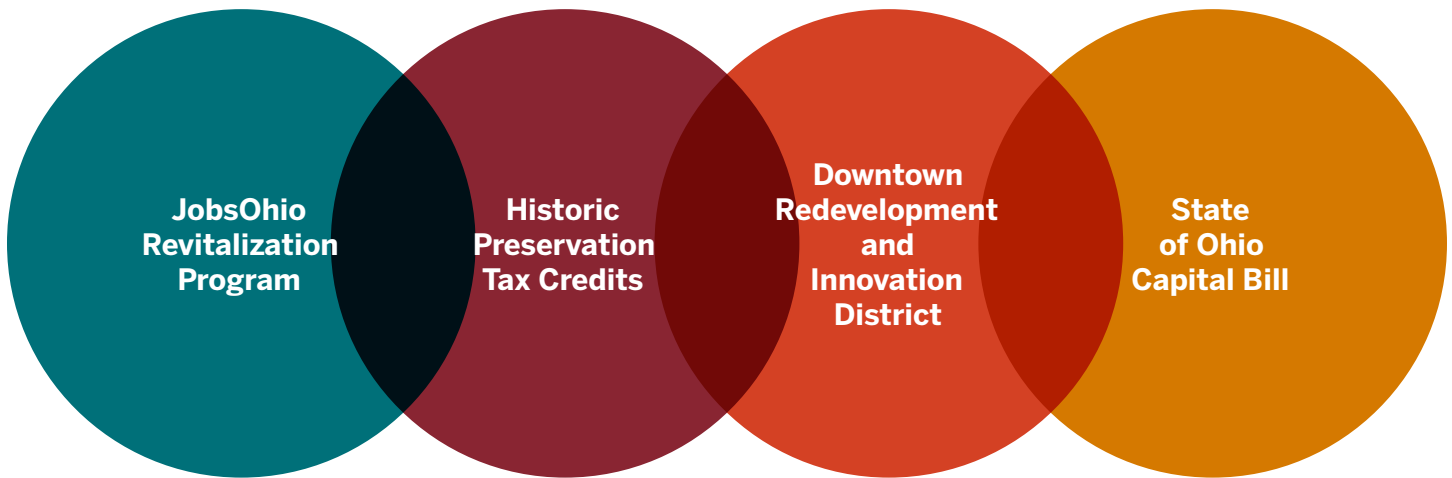 JobsOhio
Revitalization
Program
Historic
Preservation
Tax Credits
Downtown
Redevelopment
and
Innovation
District
State
of Ohio
Capital Bill